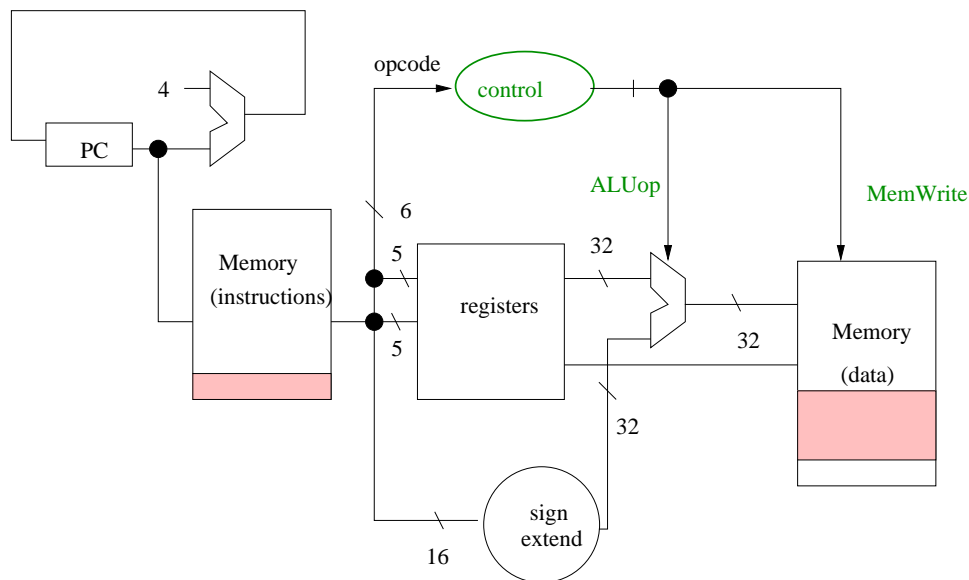 opcode
control
4
PC
ALUop
MemWrite
6
Memory
(instructions)
5
32
registers
5
32
Memory
(data)
32
sign
extend
16